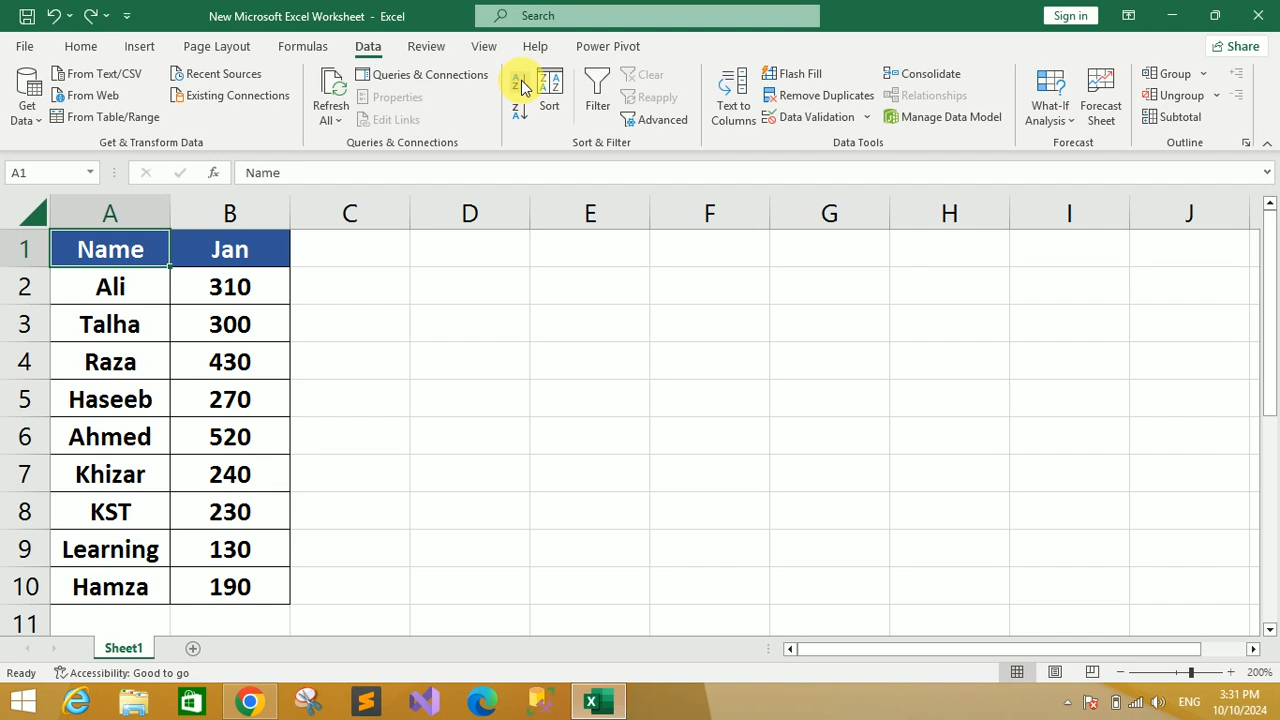 New Microsoft Excel Worksheet - Excel
Search
Sign in
File Home Insert Page Layout Formulas Data Review View Help Power Pivot
Share
Get Data
From Text/CSV
From Web
From Table/Range
Recent Sources
Existing Connections
Get & Transform Data
Refresh All
Queries & Connections
Properties
Edit Links
Queries & Connections
Sort
Filter
Clear
Reapply
Advanced
Sort & Filter
Text to Columns
Flash Fill
Remove Duplicates
Data Validation
Consolidate
Relationships
Manage Data Model
Data Tools
What-If Analysis
Forecast Sheet
Forecast
Group
Ungroup
Subtotal
Outline
A1
fx
Name
A B C D E F G H I J
1 Name Jan
2 Ali 310
3 Talha 300
4 Raza 430
5 Haseeb 270
6 Ahmed 520
7 Khizar 240
8 KST 230
9 Learning 130
10 Hamza 190
11
Sheet1
Ready
Accessibility: Good to go
200%
ENG
3:31 PM
10/10/2024